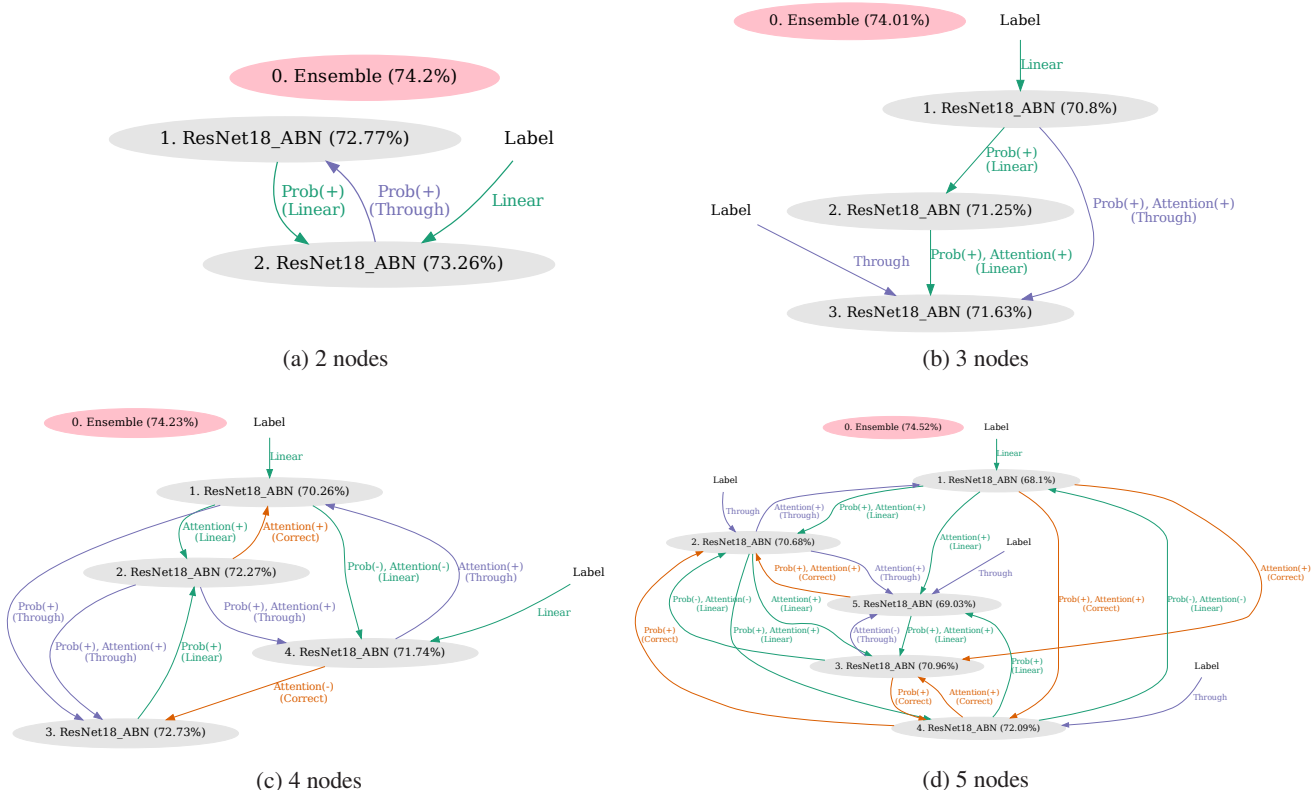 0. Ensemble (74.2%)
1. ResNet18_ABN (72.77%)
Label
Prob(+)
(Linear)
Prob(+)
(Through)
Linear
2. ResNet18_ABN (73.26%)
(a) 2 nodes
0. Ensemble (74.01%)
Label
Linear
1. ResNet18_ABN (70.8%)
Prob(+)
(Linear)
Prob(+), Attention(+)
(Through)
Label
2. ResNet18_ABN (71.25%)
Through
Prob(+), Attention(+)
(Linear)
3. ResNet18_ABN (71.63%)
(b) 3 nodes
0. Ensemble (74.23%)
Label
Linear
1. ResNet18_ABN (70.26%)
Attention(+)
(Linear)
Attention(+)
(Correct)
2. ResNet18_ABN (72.27%)
Prob(-), Attention(-)
(Linear)
Attention(+)
(Through)
Label
Prob(+)
(Through)
Prob(+), Attention(+)
(Through)
Prob(+)
(Linear)
Prob(+), Attention(+)
(Through)
Linear
4. ResNet18_ABN (71.74%)
Attention(-)
(Correct)
3. ResNet18_ABN (72.73%)
(c) 4 nodes
0. Ensemble (74.52%)
Label
Linear
1. ResNet18_ABN (68.1%)
Label
Through
Attention(+)
(Through)
Prob(+), Attention(+)
(Linear)
2. ResNet18_ABN (70.68%)
Attention(+)
(Linear)
Label
Prob(+), Attention(+)
(Correct)
Attention(+)
(Through)
Through
Attention(+)
(Correct)
Prob(-), Attention(-)
(Linear)
Attention(+)
(Linear)
5. ResNet18_ABN (69.03%)
Prob(+), Attention(+)
(Correct)
Prob(-), Attention(-)
(Linear)
Prob(+)
(Correct)
Prob(+), Attention(+)
(Linear)
Attention(-)
(Through)
Prob(+), Attention(+)
(Linear)
3. ResNet18_ABN (70.96%)
Prob(+)
(Linear)
Label
Prob(+)
(Correct)
Attention(+)
(Correct)
Through
4. ResNet18_ABN (72.09%)
(d) 5 nodes